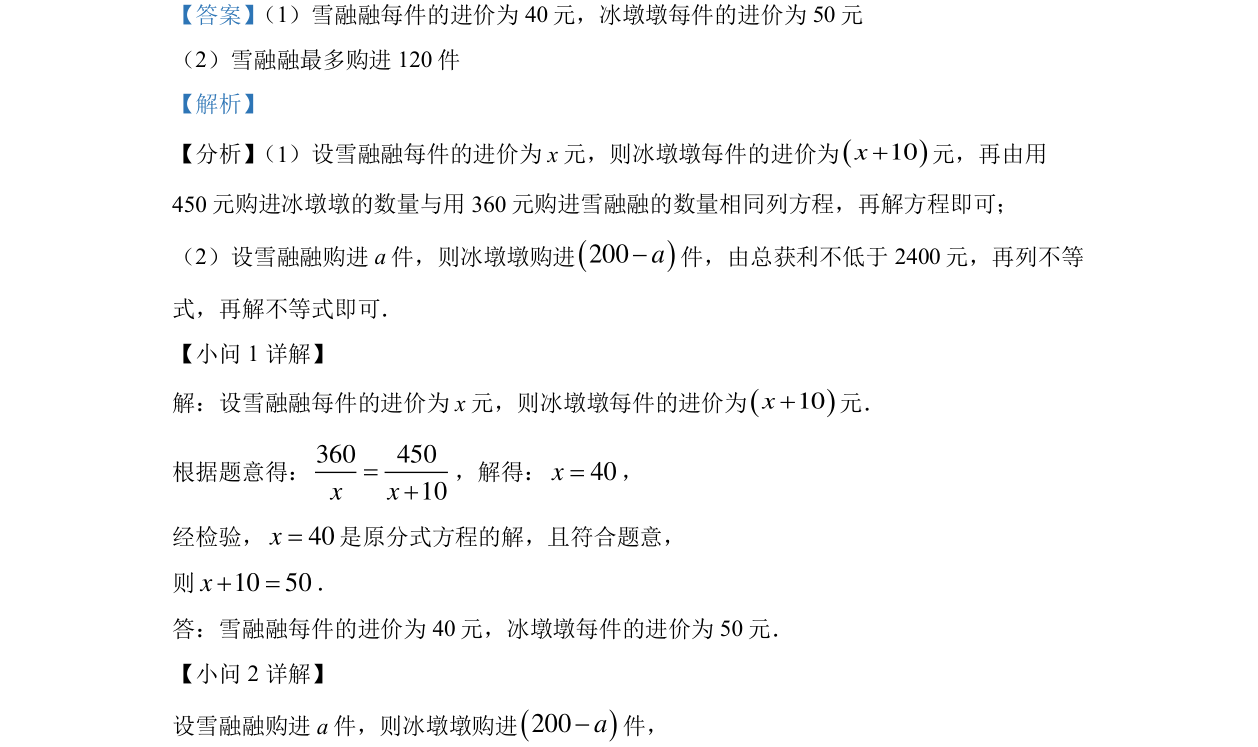 【答案】（1）雪融融每件的进价为 40 元，冰墩墩每件的进价为 50 元
（2）雪融融最多购进 120 件
【解析】
【分析】（1）设雪融融每件的进价为 x 元，则冰墩墩每件的进价为(x+10)元，再由用
450 元购进冰墩墩的数量与用 360 元购进雪融融的数量相同列方程，再解方程即可；
（2）设雪融融购进 a 件，则冰墩墩购进(200−a)件，由总获利不低于 2400 元，再列不等
式，再解不等式即可．
【小问 1 详解】
解：设雪融融每件的进价为 x 元，则冰墩墩每件的进价为(x+10)元．
根据题意得：360/x = 450/(x+10)，解得：x = 40，
经检验，x = 40 是原分式方程的解，且符合题意，
则 x+10 = 50．
答：雪融融每件的进价为 40 元，冰墩墩每件的进价为 50 元．
【小问 2 详解】
设雪融融购进 a 件，则冰墩墩购进(200−a)件，